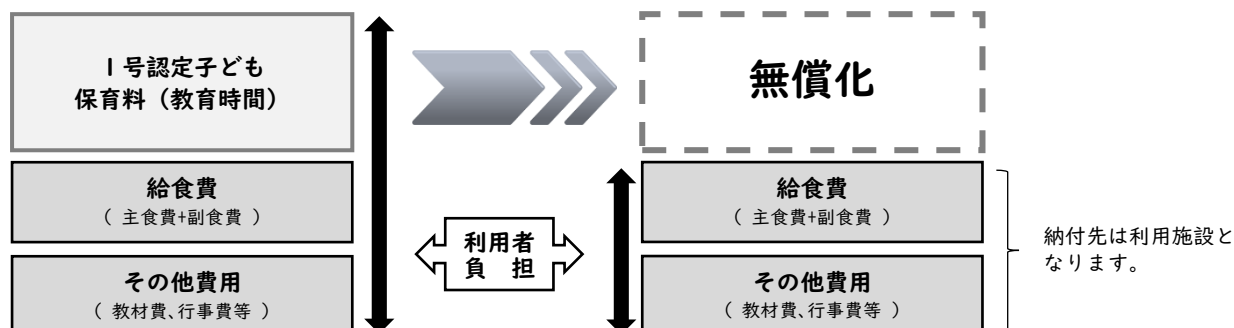 1号認定子ども
保育料（教育時間）
無償化
給食費
（ 主食費+副食費 ）
利用者
負　担
給食費
（ 主食費+副食費 ）
納付先は利用施設と
なります。
その他費用
（ 教材費、行事費等 ）
その他費用
（ 教材費、行事費等 ）